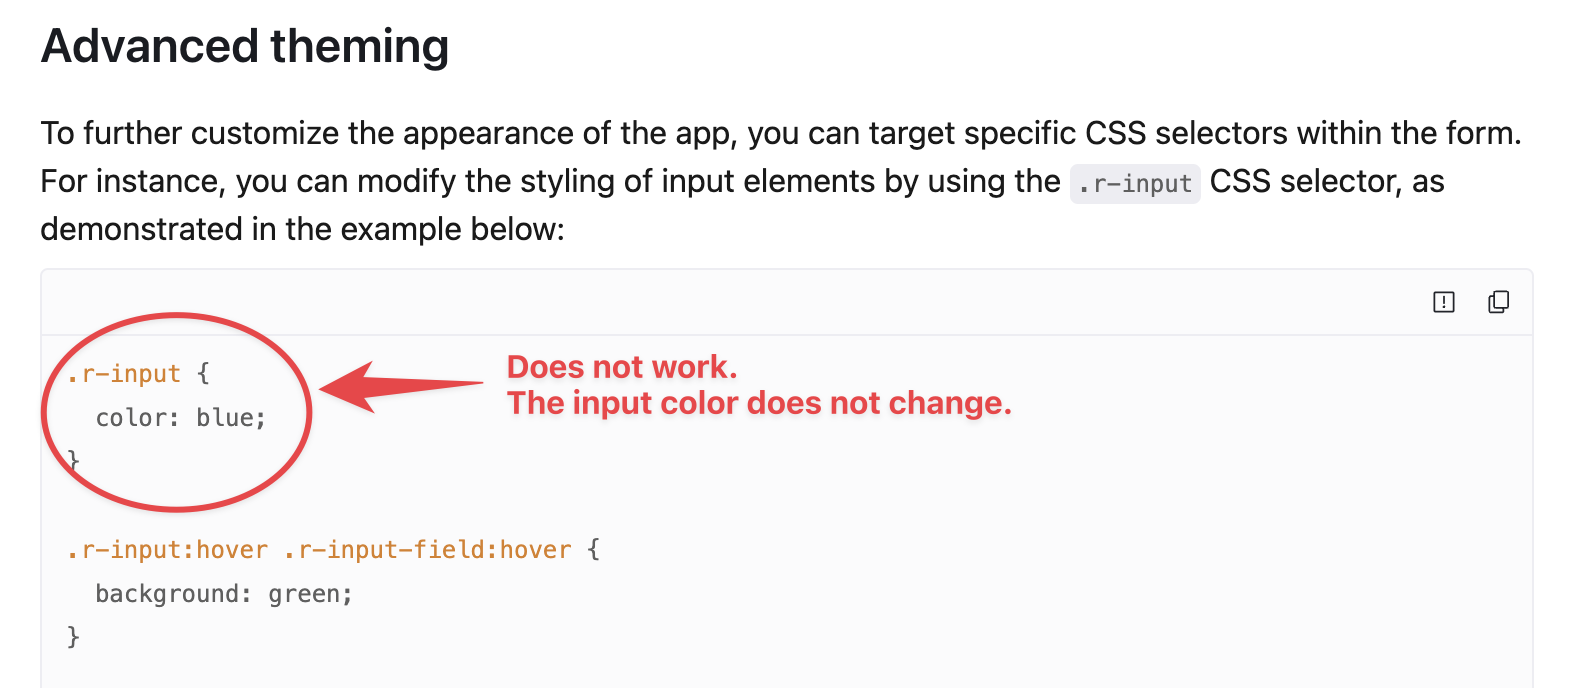 Advanced theming
To further customize the appearance of the app, you can target specific CSS selectors within the form.
For instance, you can modify the styling of input elements by using the .r-input CSS selector, as
demonstrated in the example below:
.r-input {
Does not work.
The input color does not change.
color: blue;
}
.r-input:hover .r-input-field:hover {
background: green;
}